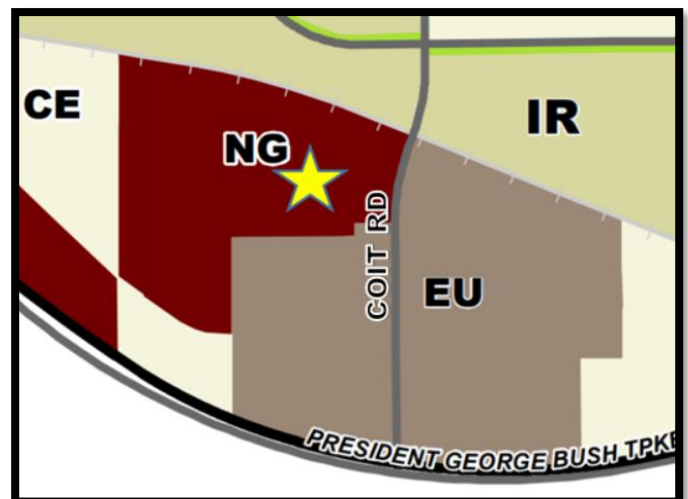 CE
IR
NG
COIT RD
EU
PRESIDENT GEORGE BUSH TPKE